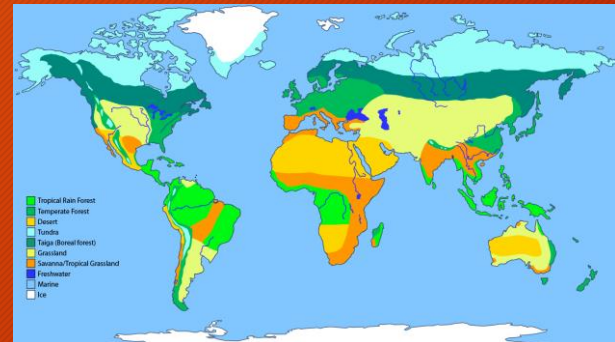 Tropical Rain Forest
Temperate Forest
Desert
Tundra
Taiga (Boreal forest)
Grassland
Savanna/Tropical Grassland
Freshwater
Marine
Ice